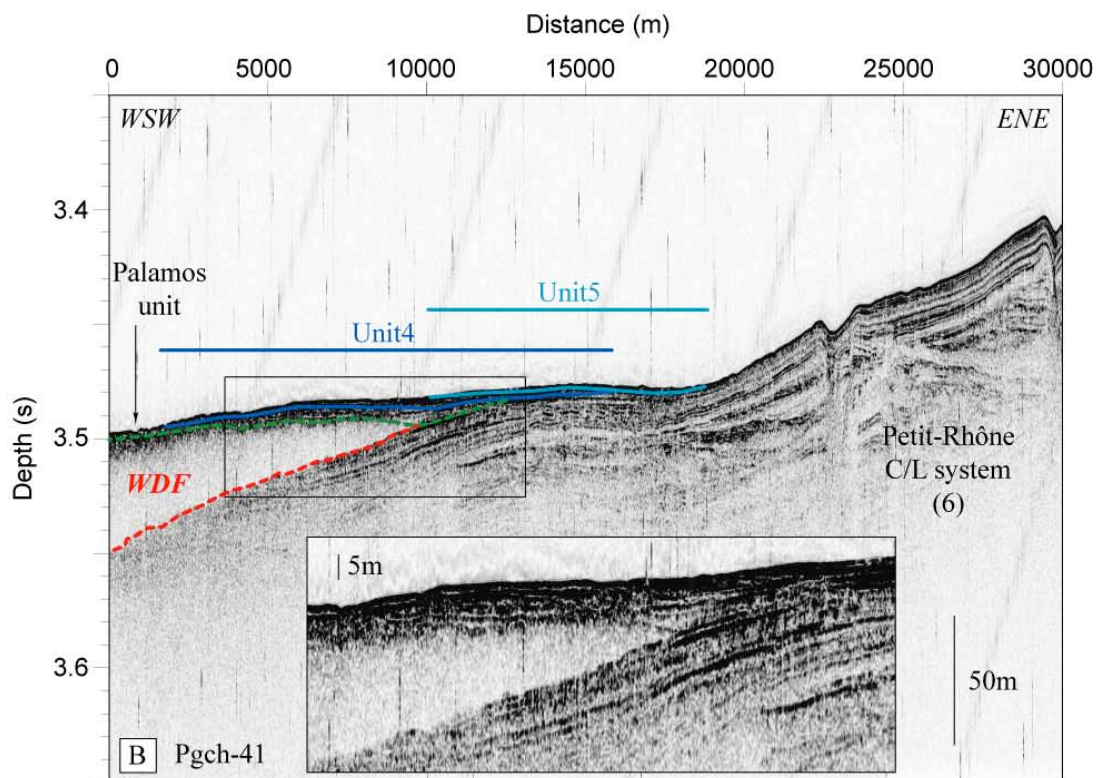 Distance (m)
0 5000 10000 15000 20000 25000 30000
WSW ENE
3.4
Palamos
unit
Unit5
Unit4
3.5
Depth (s)
WDF
Petit-Rhône
C/L system
(6)
5m
3.6
50m
B Pgch-41